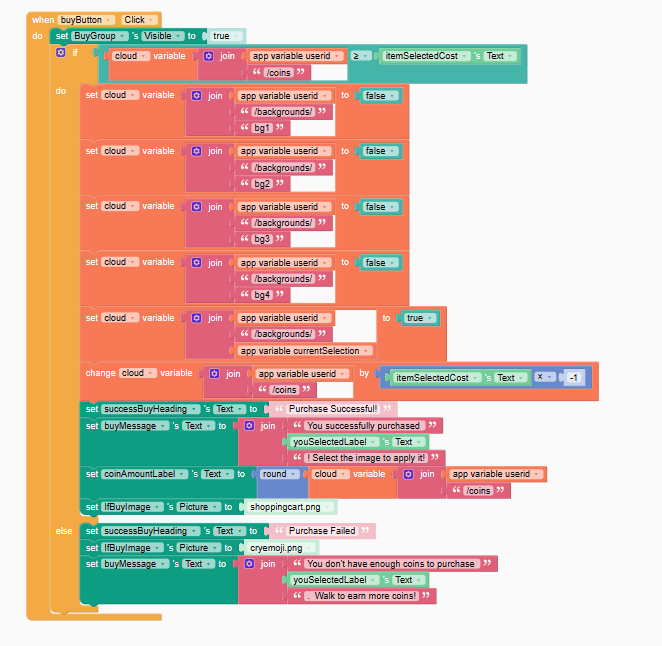 when buyButton . Click
do set BuyGroup 's Visible to true
if cloud variable join app variable userid ≥ itemSelectedCost 's Text
“ /coins ”
do set cloud variable join app variable userid to false
“ /backgrounds/ ”
“ bg1 ”
set cloud variable join app variable userid to false
“ /backgrounds/ ”
“ bg2 ”
set cloud variable join app variable userid to false
“ /backgrounds/ ”
“ bg3 ”
set cloud variable join app variable userid to false
“ /backgrounds/ ”
“ bg4 ”
set cloud variable join app variable userid to true
“ /backgrounds/ ”
app variable currentSelection
change cloud variable join app variable userid by itemSelectedCost 's Text × -1
“ /coins ”
set successBuyHeading 's Text to “ Purchase Successful! ”
set buyMessage 's Text to join “ You successfully purchased ”
youSelectedLabel 's Text
“ ! Select the image to apply it! ”
set coinAmountLabel 's Text to round cloud variable join app variable userid
“ /coins ”
set IfBuyImage 's Picture to shoppingcart.png
else set successBuyHeading 's Text to “ Purchase Failed ”
set IfBuyImage 's Picture to cryemoji.png
set buyMessage 's Text to join “ You don't have enough coins to purchase ”
youSelectedLabel 's Text
“ . Walk to earn more coins! ”